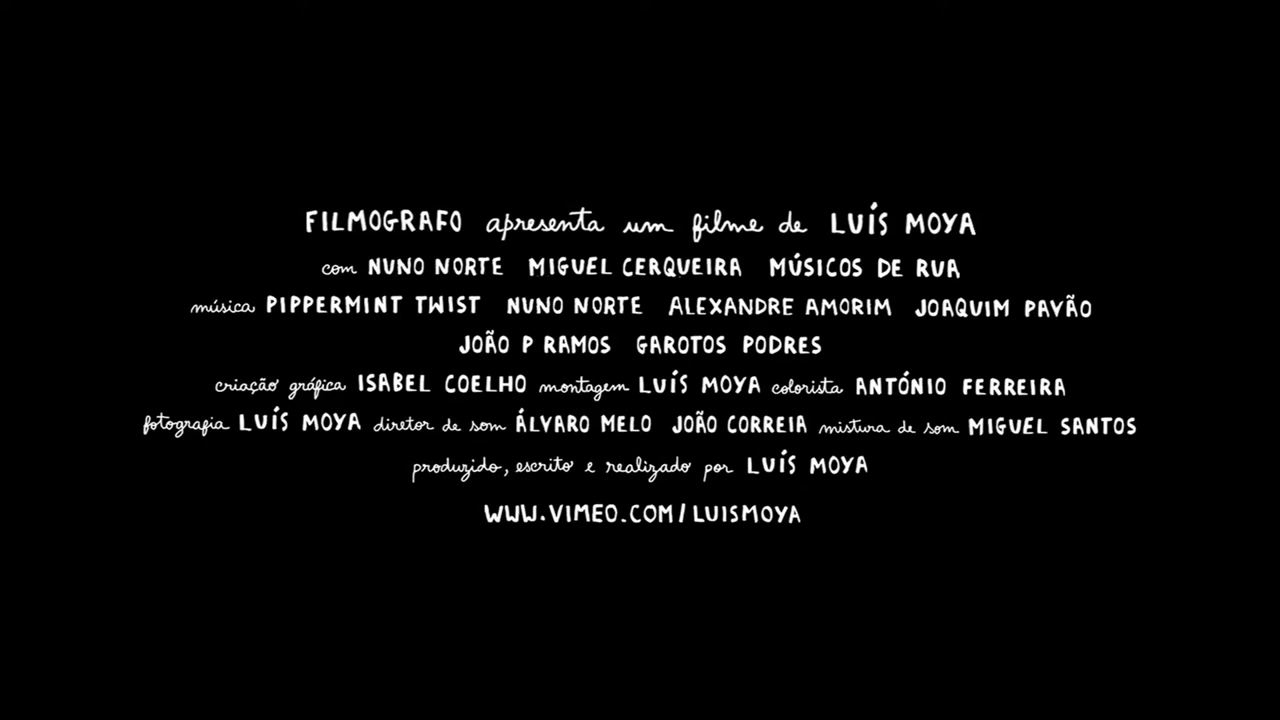 FILMOGRAFO apresenta um filme de LUÍS MOYA
com NUNO NORTE MIGUEL CERQUEIRA MÚSICOS DE RUA
música PIPPERMINT TWIST NUNO NORTE ALEXANDRE AMORIM JOAQUIM PAVÃO
JOÃO P RAMOS GAROTOS PODRES
criação gráfica ISABEL COELHO montagem LUÍS MOYA colorista ANTÓNIO FERREIRA
fotografia LUÍS MOYA diretor de som ÁLVARO MELO JOÃO CORREIA mistura de som MIGUEL SANTOS
produzido, escrito e realizado por LUÍS MOYA
WWW.VIMEO.COM/LUISMOYA